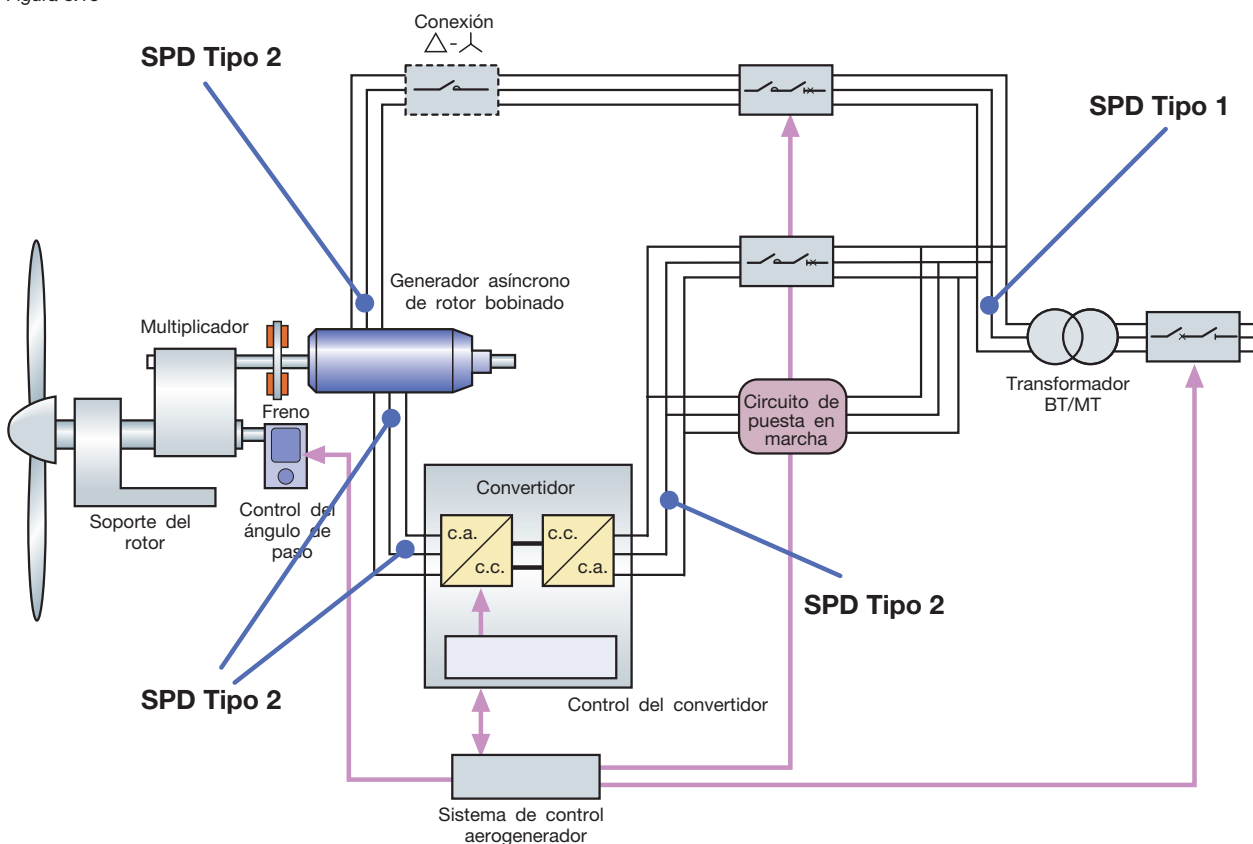 Conexión
SPD Tipo 2
SPD Tipo 1
Generador asíncrono
de rotor bobinado
Multiplicador
Freno
Transformador
BT/MT
Circuito de
puesta en
marcha
Convertidor
Soporte del
rotor
Control del
ángulo de
paso
c.a.
c.c.
c.c.
c.a.
SPD Tipo 2
SPD Tipo 2
Control del convertidor
Sistema de control
aerogenerador